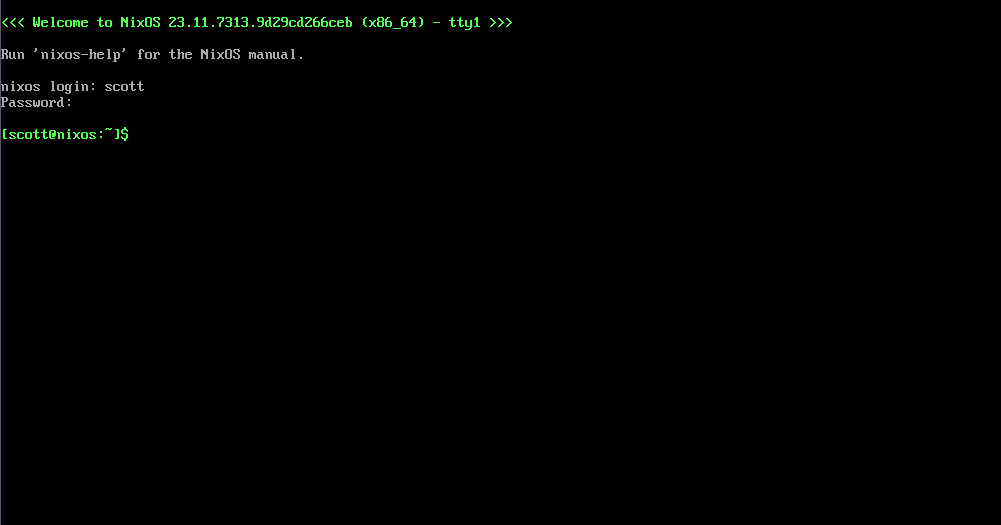 <<< Welcome to NixOS 23.11.7313.9d29cd266ceb (x86_64) - tty1 >>>
Run 'nixos-help' for the NixOS manual.
nixos login: scott
Password:
[scott@nixos:~]$